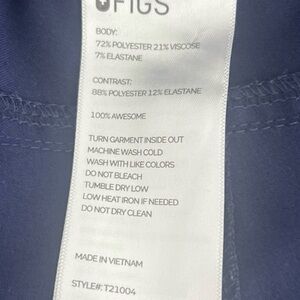 FIGS
BODY:
72% POLYESTER 21% VISCOSE
7% ELASTANE
CONTRAST:
88% POLYESTER 12% ELASTANE
100% AWESOME
TURN GARMENT INSIDE OUT
MACHINE WASH COLD
WASH WITH LIKE COLORS
DO NOT BLEACH
TUMBLE DRY LOW
LOW HEAT IRON IF NEEDED
DO NOT DRY CLEAN
MADE IN VIETNAM
STYLE#: T21004